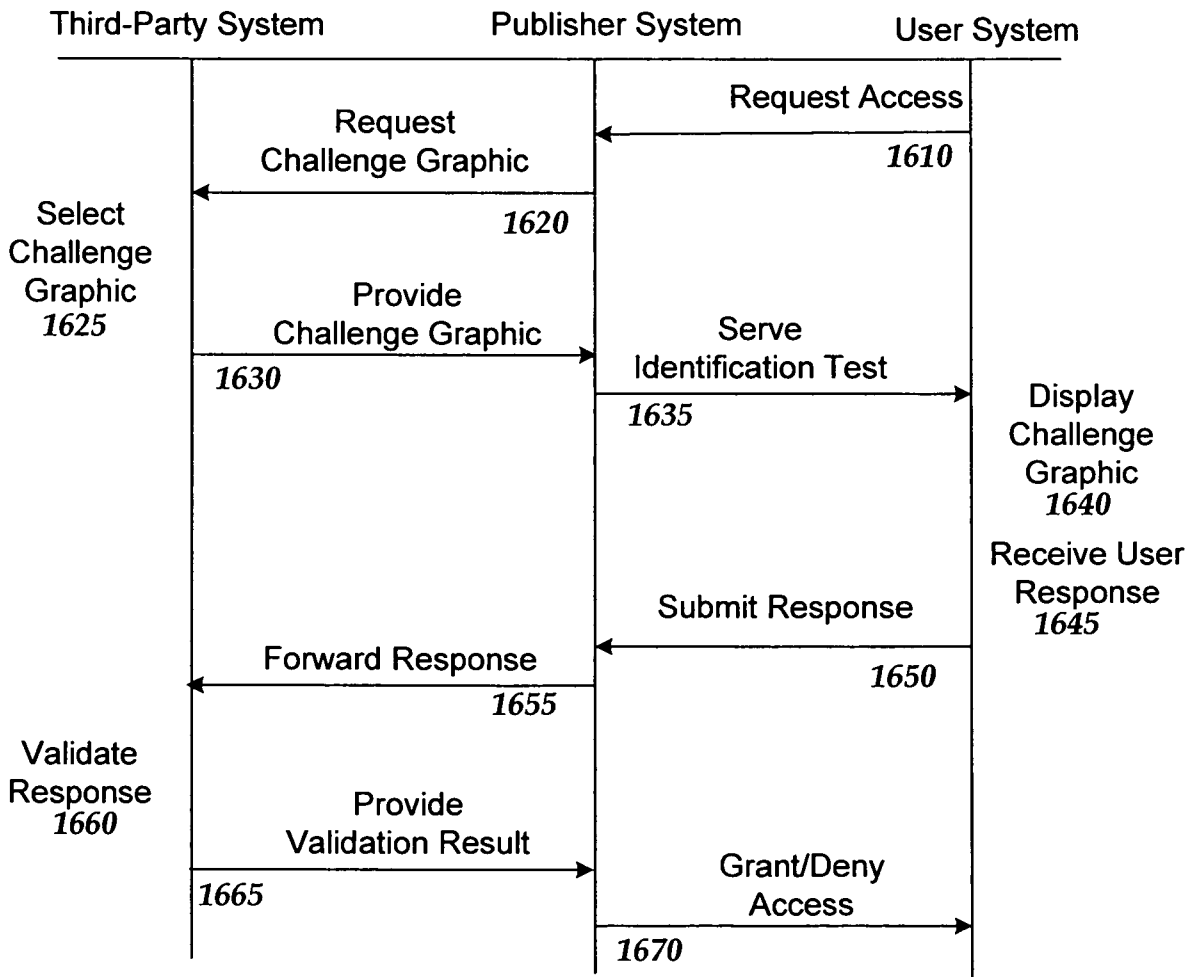 Third-Party System
Publisher System
User System
Request Access
1610
Request
Challenge Graphic
1620
Select
Challenge
Graphic
1625
Provide
Challenge Graphic
1630
Serve
Identification Test
1635
Display
Challenge
Graphic
1640
Receive User
Response
1645
Submit Response
1650
Forward Response
1655
Validate
Response
1660
Provide
Validation Result
1665
Grant/Deny
Access
1670